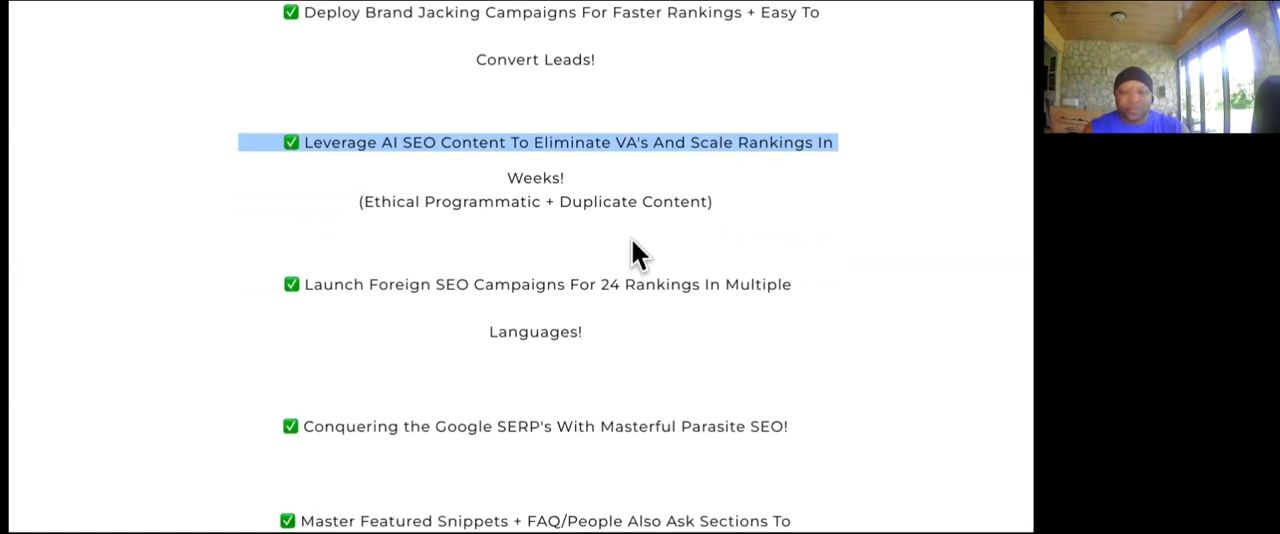 ✅ Deploy Brand Jacking Campaigns For Faster Rankings + Easy To
Convert Leads!
✅ Leverage AI SEO Content To Eliminate VA's And Scale Rankings In
Weeks!
(Ethical Programmatic + Duplicate Content)
✅ Launch Foreign SEO Campaigns For 24 Rankings In Multiple
Languages!
✅ Conquering the Google SERP's With Masterful Parasite SEO!
✅ Master Featured Snippets + FAQ/People Also Ask Sections To